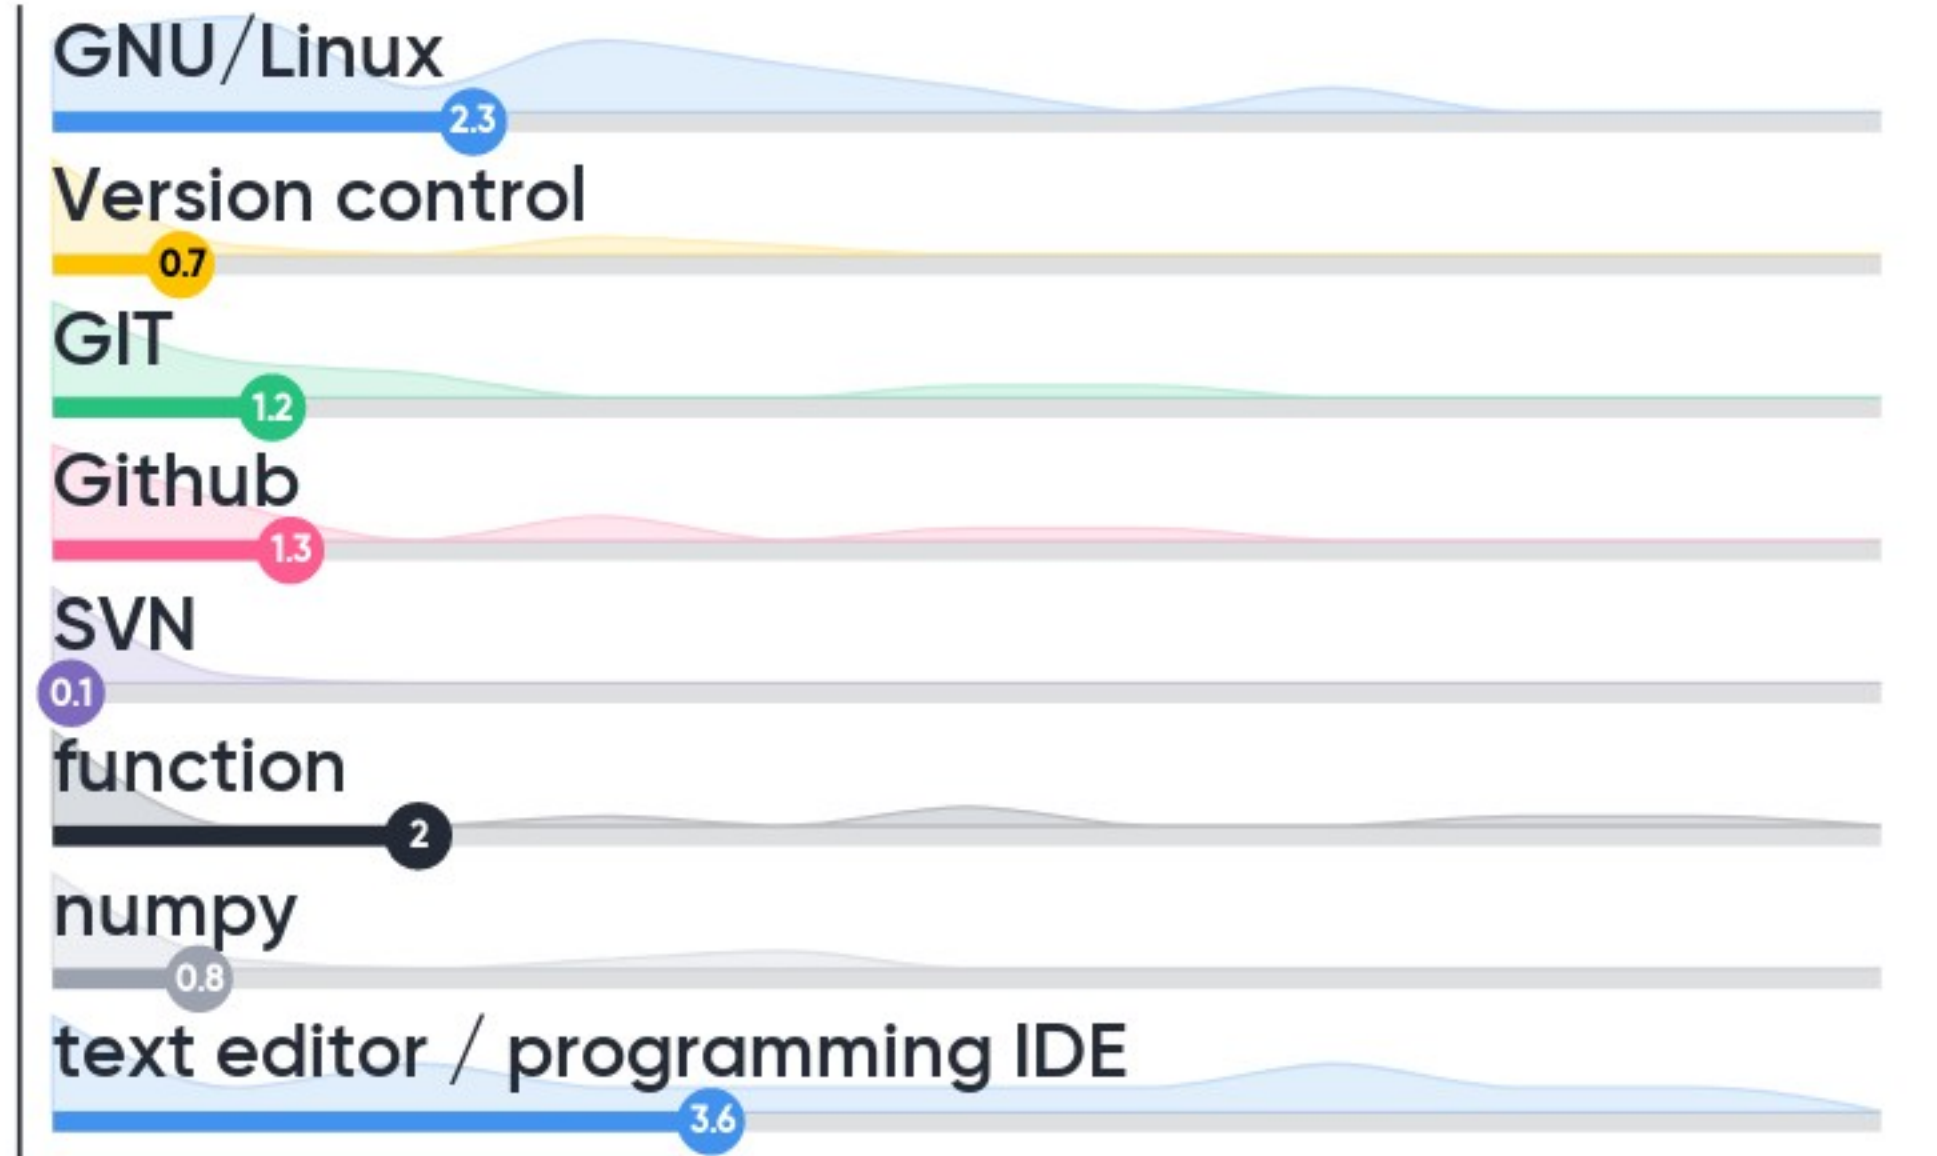 GNU/Linux
2.3
Version control
0.7
GIT
1.2
Github
1.3
SVN
0.1
function
2
numpy
0.8
text editor / programming IDE
3.6